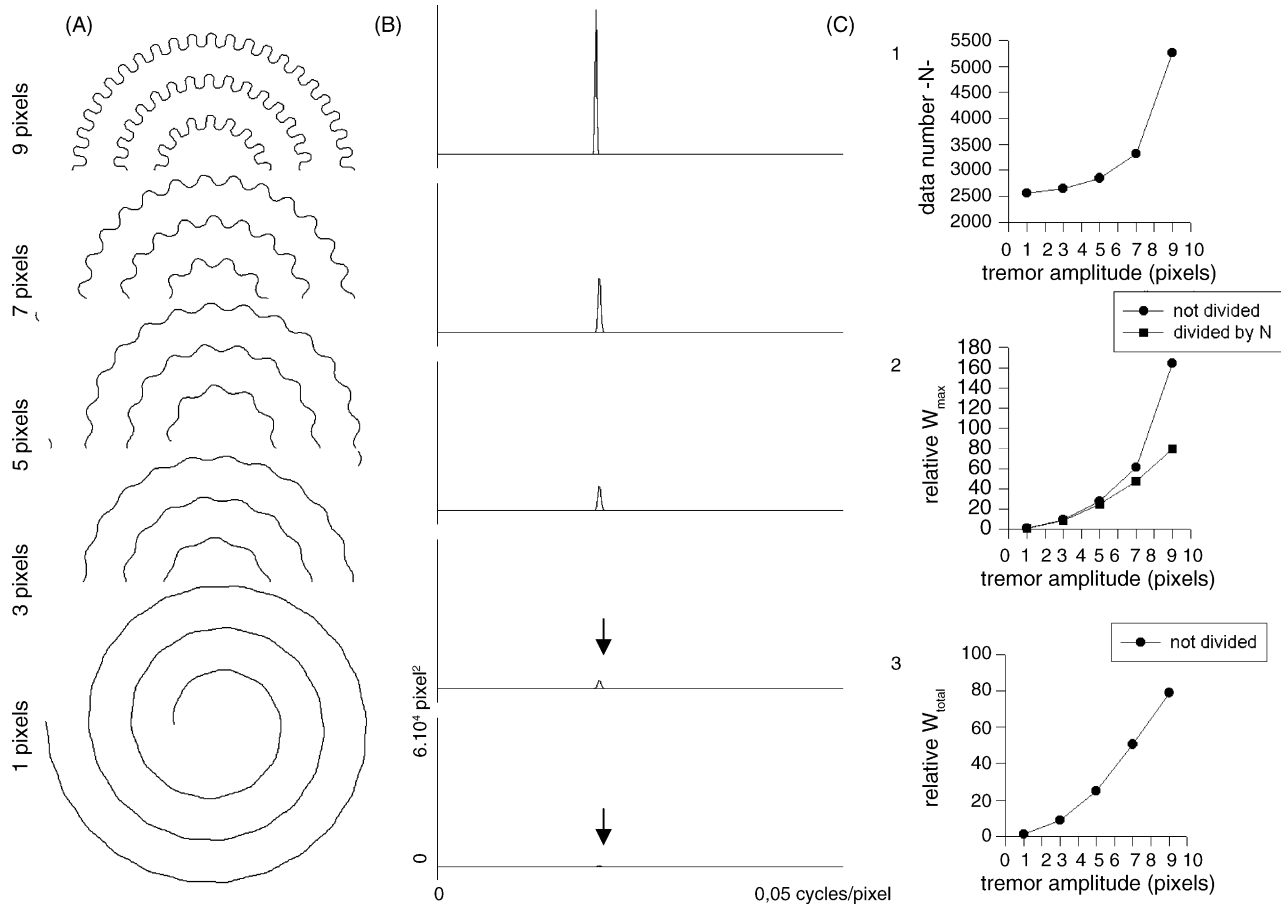 (A)
9 pixels
7 pixels
5 pixels
3 pixels
1 pixels
(B)
6.10⁴ pixel²
0
0
0,05 cycles/pixel
(C)
1
data number -N-
5500
5000
4500
4000
3500
3000
2500
2000
0 1 2 3 4 5 6 7 8 9 10
tremor amplitude (pixels)
not divided
divided by N
2
relative Wmax
180
160
140
120
100
80
60
40
20
0
0 1 2 3 4 5 6 7 8 9 10
tremor amplitude (pixels)
not divided
3
relative Wtotal
100
80
60
40
20
0
0 1 2 3 4 5 6 7 8 9 10
tremor amplitude (pixels)